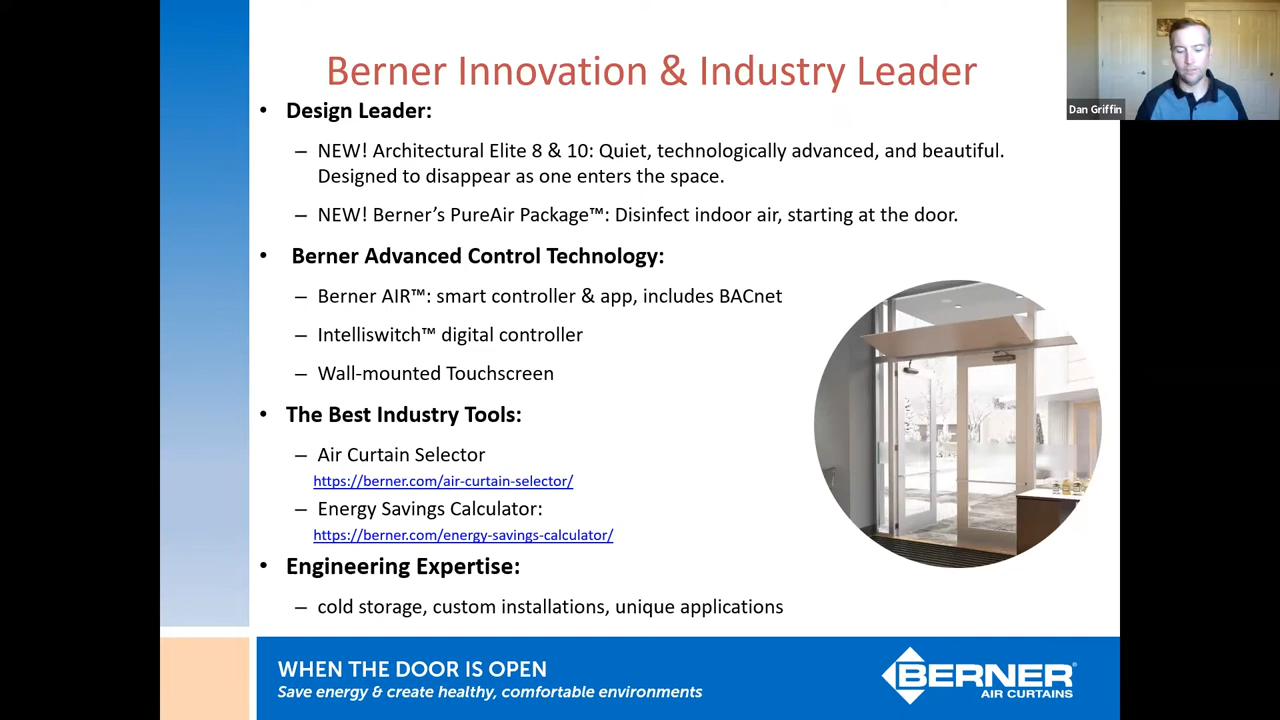 Berner Innovation & Industry Leader
Dan Griffin
• Design Leader:
– NEW! Architectural Elite 8 & 10: Quiet, technologically advanced, and beautiful.
Designed to disappear as one enters the space.
– NEW! Berner’s PureAir Package™: Disinfect indoor air, starting at the door.
• Berner Advanced Control Technology:
– Berner AIR™: smart controller & app, includes BACnet
– Intelliswitch™ digital controller
– Wall-mounted Touchscreen
• The Best Industry Tools:
– Air Curtain Selector
https://berner.com/air-curtain-selector/
– Energy Savings Calculator:
https://berner.com/energy-savings-calculator/
• Engineering Expertise:
– cold storage, custom installations, unique applications
WHEN THE DOOR IS OPEN
Save energy & create healthy, comfortable environments
BERNER®
AIR CURTAINS